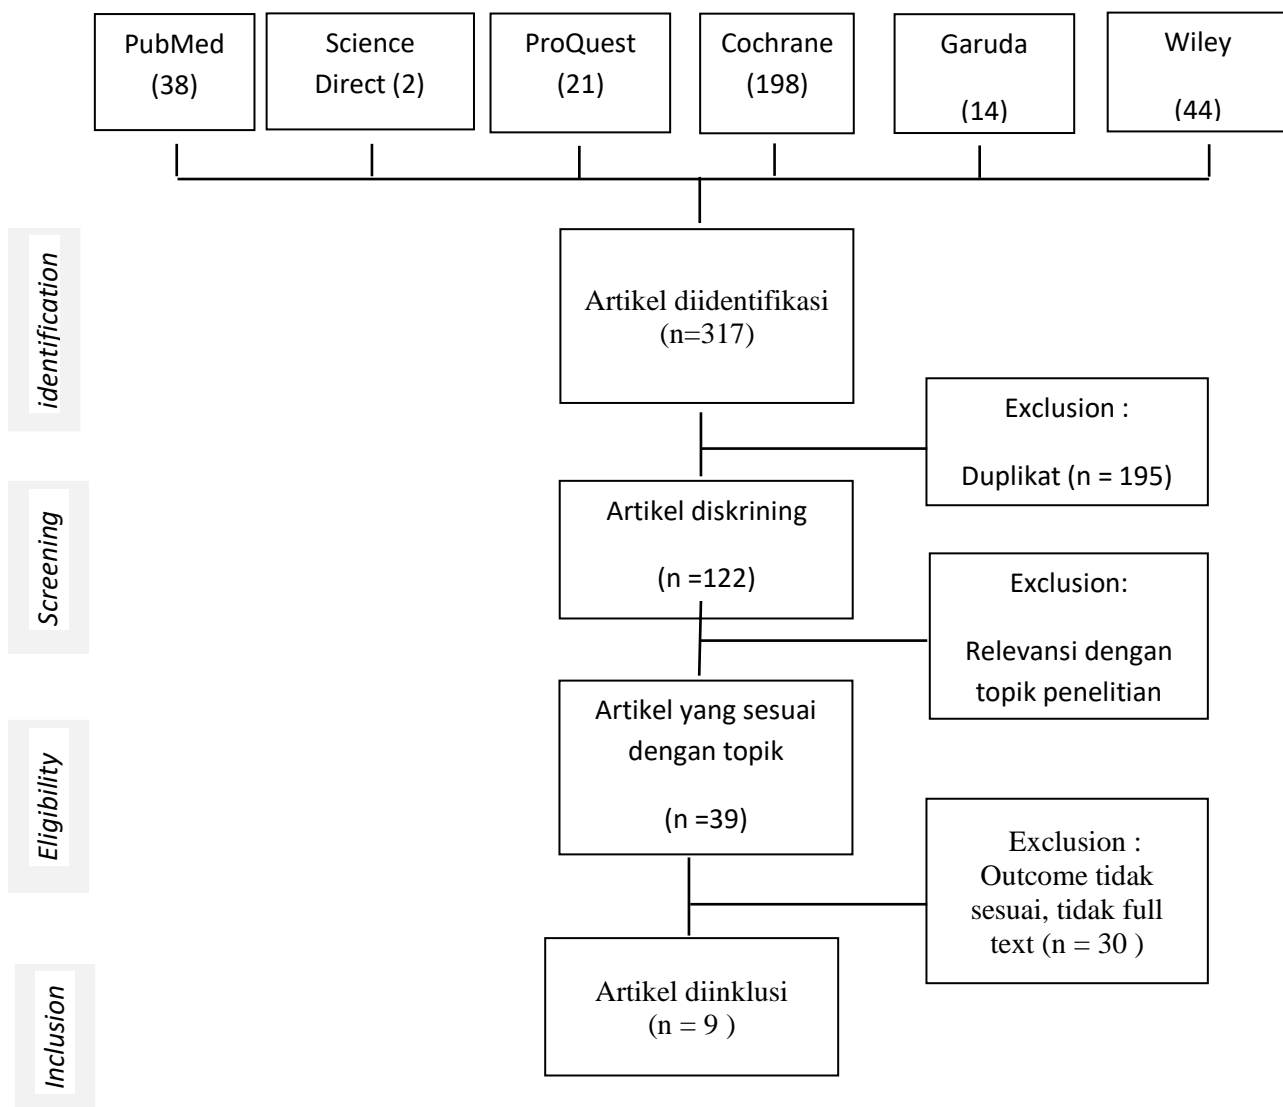 PubMed
(38)
Science
Direct (2)
ProQuest
(21)
Cochrane
(198)
Garuda
(14)
Wiley
(44)
identification
Artikel diidentifikasi
(n=317)
Exclusion :
Duplikat (n = 195)
Screening
Artikel diskrining
(n =122)
Exclusion:
Relevansi dengan
topik penelitian
Eligibility
Artikel yang sesuai
dengan topik
(n =39)
Exclusion :
Outcome tidak
sesuai, tidak full
text (n = 30 )
Inclusion
Artikel diinklusi
(n = 9 )